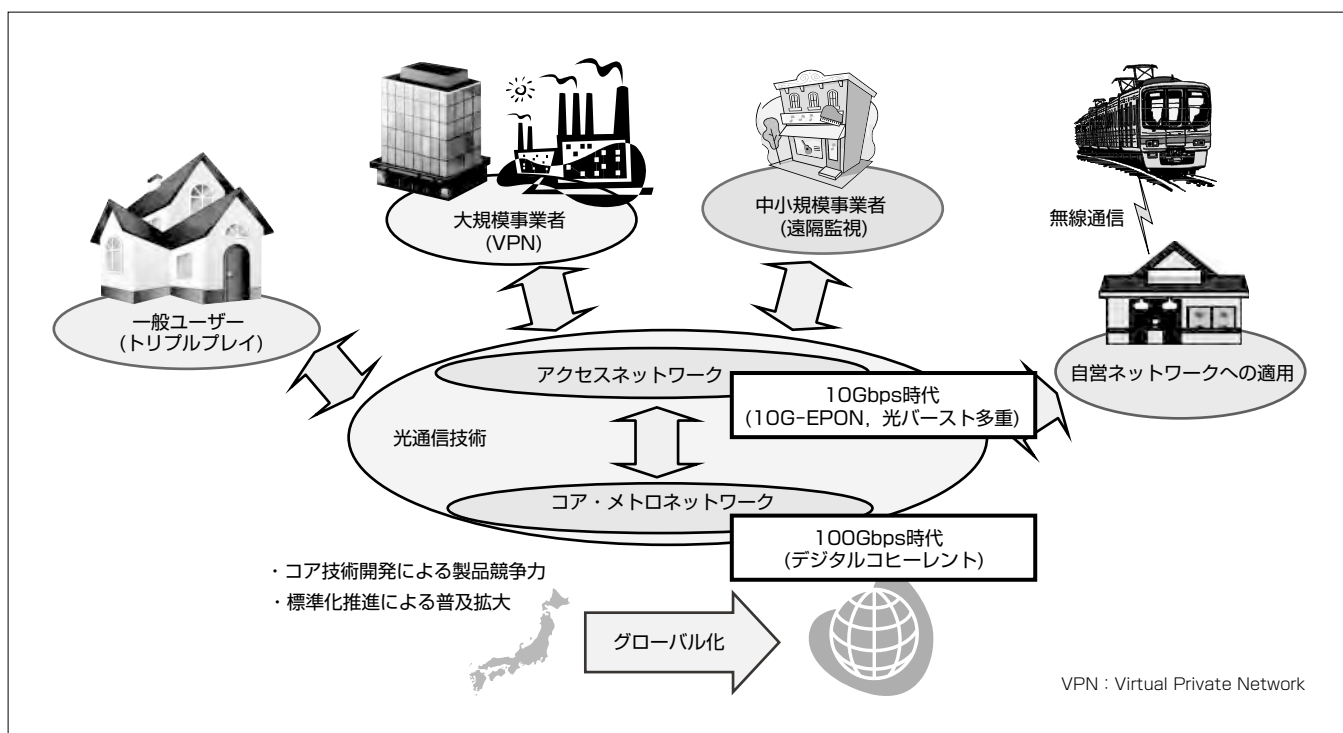 大規模事業者
(VPN)
中小規模事業者
(遠隔監視)
無線通信
一般ユーザー
(トリプルプレイ)
自営ネットワークへの適用
アクセスネットワーク
10Gbps時代
(10G-EPON, 光バースト多重)
光通信技術
コア・メトロネットワーク
100Gbps時代
(デジタルコヒーレント)
・コア技術開発による製品競争力
・標準化推進による普及拡大
グローバル化
VPN：Virtual Private Network